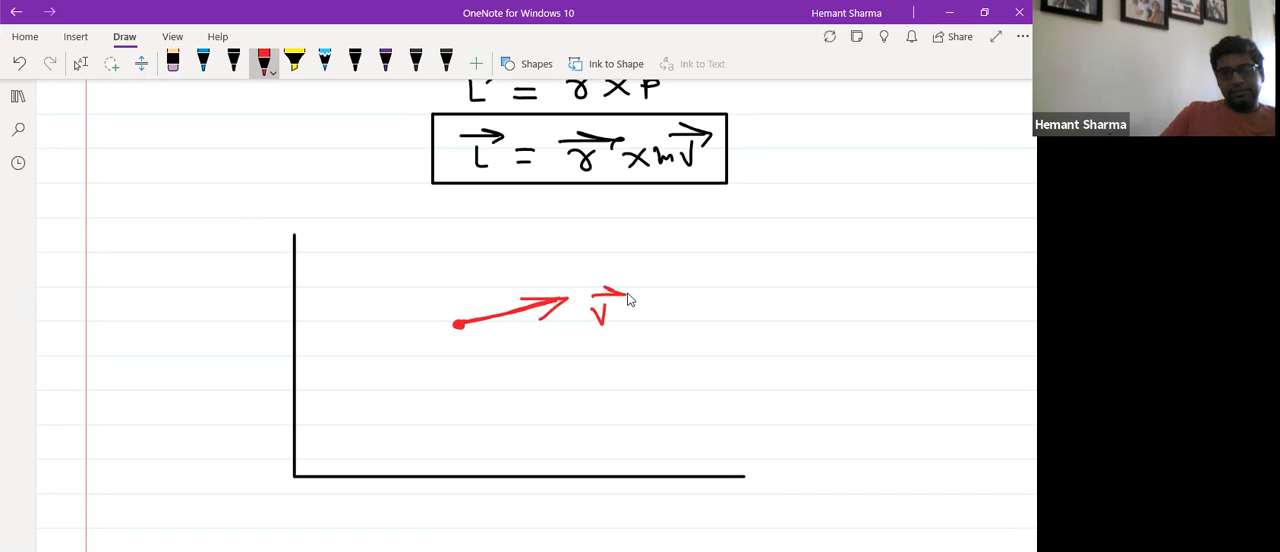 OneNote for Windows 10
Hemant Sharma
Home Insert Draw View Help
Share
Shapes Ink to Shape Ink to Text
L = r × p
L⃗ = r⃗ × mv⃗
v⃗
Hemant Sharma